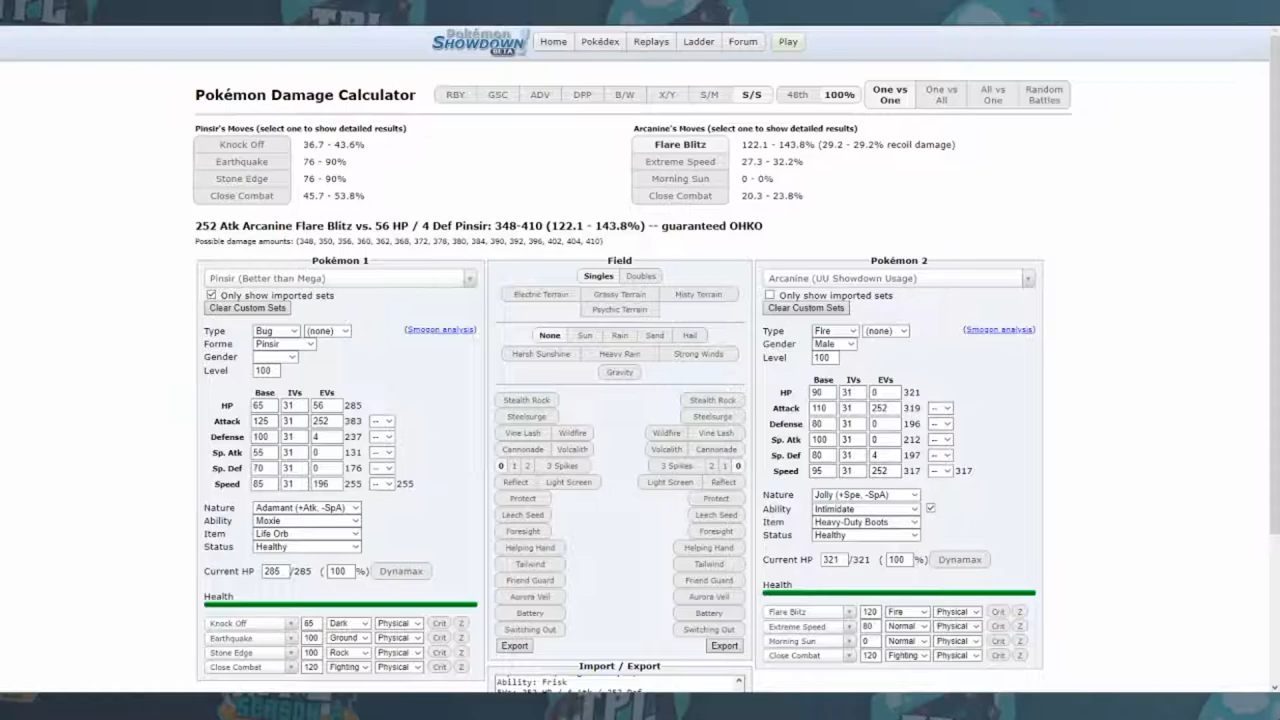 TPL
TPL
Pokémon
SHOWDOWN
BETA
Home Pokédex Replays Ladder Forum Play
Pokémon Damage Calculator RBY GSC ADV DPP B/W X/Y S/M S/S 48th 100% One vs One One vs All All vs One Random Battles
Pinsir's Moves (select one to show detailed results) Arcanine's Moves (select one to show detailed results)
Knock Off 36.7 - 43.6% Flare Blitz 122.1 - 143.8% (29.2 - 29.2% recoil damage)
Earthquake 76 - 90% Extreme Speed 27.3 - 32.2%
Stone Edge 76 - 90% Morning Sun 0 - 0%
Close Combat 45.7 - 53.8% Close Combat 20.3 - 23.8%
252 Atk Arcanine Flare Blitz vs. 56 HP / 4 Def Pinsir: 348-410 (122.1 - 143.8%) -- guaranteed OHKO
Possible damage amounts: (348, 350, 356, 360, 362, 368, 372, 378, 380, 384, 390, 392, 396, 402, 404, 410)
Pokémon 1
Pinsir (Better than Mega)
Only show imported sets
Clear Custom Sets
Type Bug (none) (Smogon analysis)
Forme Pinsir
Gender
Level 100
Base IVs EVs
HP 65 31 56 285
Attack 125 31 252 383 --
Defense 100 31 4 237 --
Sp. Atk 55 31 0 131 --
Sp. Def 70 31 0 176 --
Speed 85 31 196 255 -- 255
Nature Adamant (+Atk, -SpA)
Ability Moxie
Item Life Orb
Status Healthy
Current HP 285 /285 ( 100 %) Dynamax
Health
Knock Off 65 Dark Physical Crit Z
Earthquake 100 Ground Physical Crit Z
Stone Edge 100 Rock Physical Crit Z
Close Combat 120 Fighting Physical Crit Z
Field
Singles Doubles
Electric Terrain Grassy Terrain Misty Terrain
Psychic Terrain
None Sun Rain Sand Hail
Harsh Sunshine Heavy Rain Strong Winds
Gravity
Stealth Rock Stealth Rock
Steelsurge Steelsurge
Vine Lash Wildfire Wildfire Vine Lash
Cannonade Volcalith Volcalith Cannonade
0 1 2 3 Spikes 3 Spikes 2 1 0
Reflect Light Screen Light Screen Reflect
Protect Protect
Leech Seed Leech Seed
Foresight Foresight
Helping Hand Helping Hand
Tailwind Tailwind
Friend Guard Friend Guard
Aurora Veil Aurora Veil
Battery Battery
Switching Out Switching Out
Export Export
Import / Export
Ability: Frisk
Pokémon 2
Arcanine (UU Showdown Usage)
Only show imported sets
Clear Custom Sets
Type Fire (none) (Smogon analysis)
Gender Male
Level 100
Base IVs EVs
HP 90 31 0 321
Attack 110 31 252 319 --
Defense 80 31 0 196 --
Sp. Atk 100 31 0 212 --
Sp. Def 80 31 4 197 --
Speed 95 31 252 317 -- 317
Nature Jolly (+Spe, -SpA)
Ability Intimidate
Item Heavy-Duty Boots
Status Healthy
Current HP 321 /321 ( 100 %) Dynamax
Health
Flare Blitz 120 Fire Physical Crit Z
Extreme Speed 80 Normal Physical Crit Z
Morning Sun 0 Normal Physical Crit Z
Close Combat 120 Fighting Physical Crit Z
SEASON
TPL
TPL